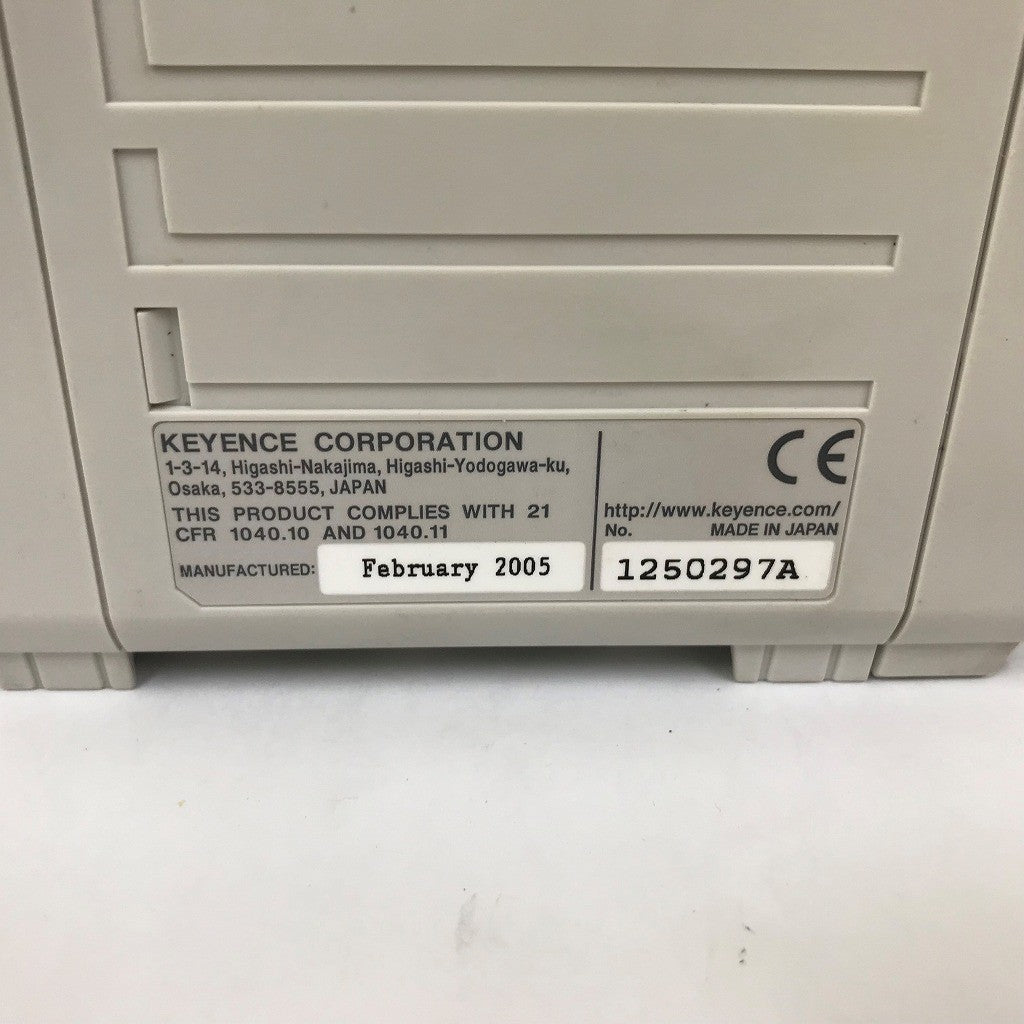 KEYENCE CORPORATION
1-3-14, Higashi-Nakajima, Higashi-Yodogawa-ku,
Osaka, 533-8555, JAPAN
THIS PRODUCT COMPLIES WITH 21
CFR 1040.10 AND 1040.11
MANUFACTURED: February 2005
CE
http://www.keyence.com/
No. MADE IN JAPAN
1250297A